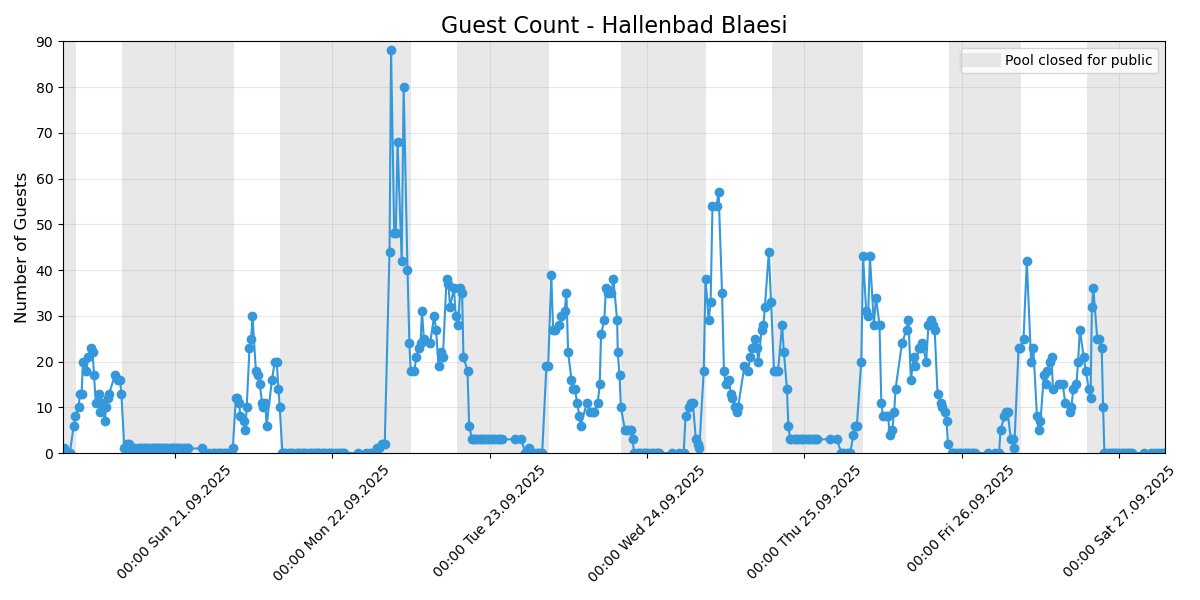 Guest Count - Hallenbad Blaesi
Pool closed for public
Number of Guests
90
80
70
60
50
40
30
20
10
0
00:00 Sun 21.09.2025
00:00 Mon 22.09.2025
00:00 Tue 23.09.2025
00:00 Wed 24.09.2025
00:00 Thu 25.09.2025
00:00 Fri 26.09.2025
00:00 Sat 27.09.2025